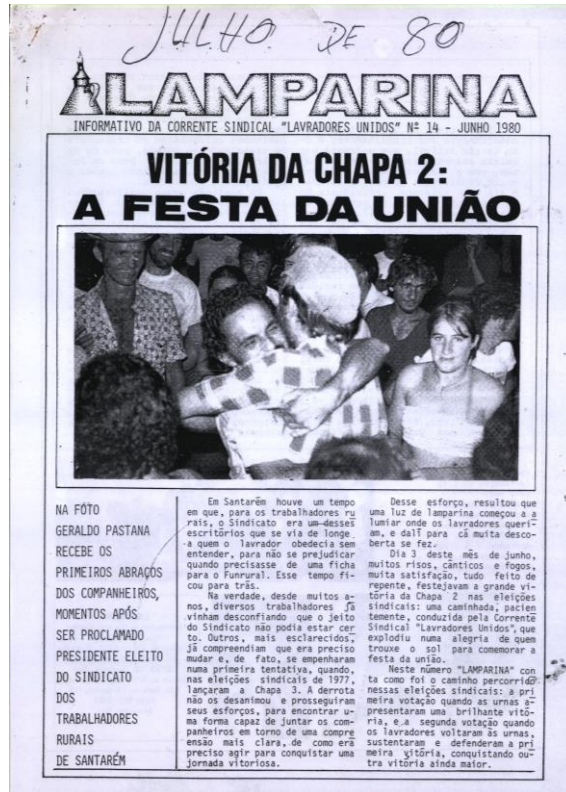 JULHO DE 80
LAMPARINA
INFORMATIVO DA CORRENTE SINDICAL "LAVRADORES UNIDOS" Nº 14 - JUNHO 1980
VITÓRIA DA CHAPA 2:
A FESTA DA UNIÃO
NA FÔTO
GERALDO PASTANA
RECEBE OS
PRIMEIROS ABRAÇOS
DOS COMPANHEIROS,
MOMENTOS APÓS
SER PROCLAMADO
PRESIDENTE ELEITO
DO SINDICATO
DOS
TRABALHADORES
RURAIS
DE SANTARÉM
Em Santarém houve um tempo
em que, para os trabalhadores ru
rais, o Sindicato era um desses
escritórios que se via de longe
a quem o lavrador obedecia sem
entender, para não se prejudicar
quando precisasse de uma ficha
para o Funrural. Esse tempo fi-
cou para trás.
Na verdade, desde muitos a-
nos, diversos trabalhadores já
vinham desconfiando que o jeito
do Sindicato não podia estar cer
to. Outros, mais esclarecidos,
já compreendiam que era preciso
mudar e, de fato, se empenharam
numa primeira tentativa, quando,
nas eleições sindicais de 1977,
lançaram a Chapa 3. A derrota
não os desanimou e prosseguiram
seus esforços, para encontrar u-
ma forma capaz de juntar os com-
panheiros em torno de uma compre
ensão mais clara, de como era
preciso agir para conquistar uma
jornada vitoriosa.
Desse esforço, resultou que
uma luz de lamparina começou a a
lumiar onde os lavradores queri-
am, e dalí para cá muita desco-
berta se fez.
Dia 3 deste mês de junho,
muitos risos, cânticos e fogos,
muita satisfação, tudo feito de
repente, festejavam a grande vi-
tória da Chapa 2 nas eleições
sindicais: uma caminhada, pacien
temente, conduzida pela Corrente
Sindical "Lavradores Unidos", que
explodiu numa alegria de quem
trouxe o sol para comemorar a
festa da união.
Neste número "LAMPARINA" con
ta como foi o caminho percorrido
nessas eleições sindicais: a pri
meira votação quando as urnas a-
presentaram uma brilhante vitó-
ria, e a segunda votação quando
os lavradores voltaram às urnas,
sustentaram e defenderam a pri
meira vitória, conquistando ou-
tra vitória ainda maior.